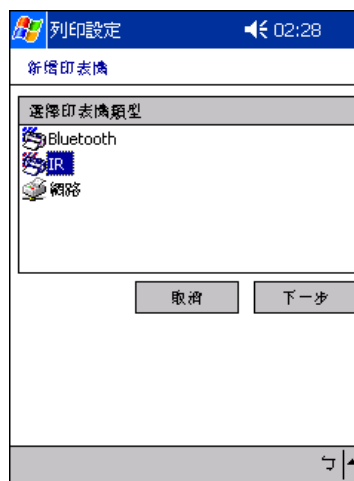 列印設定 02:28
新增印表機
選擇印表機類型
Bluetooth
IR
網路
取消 下一步
ㄅ